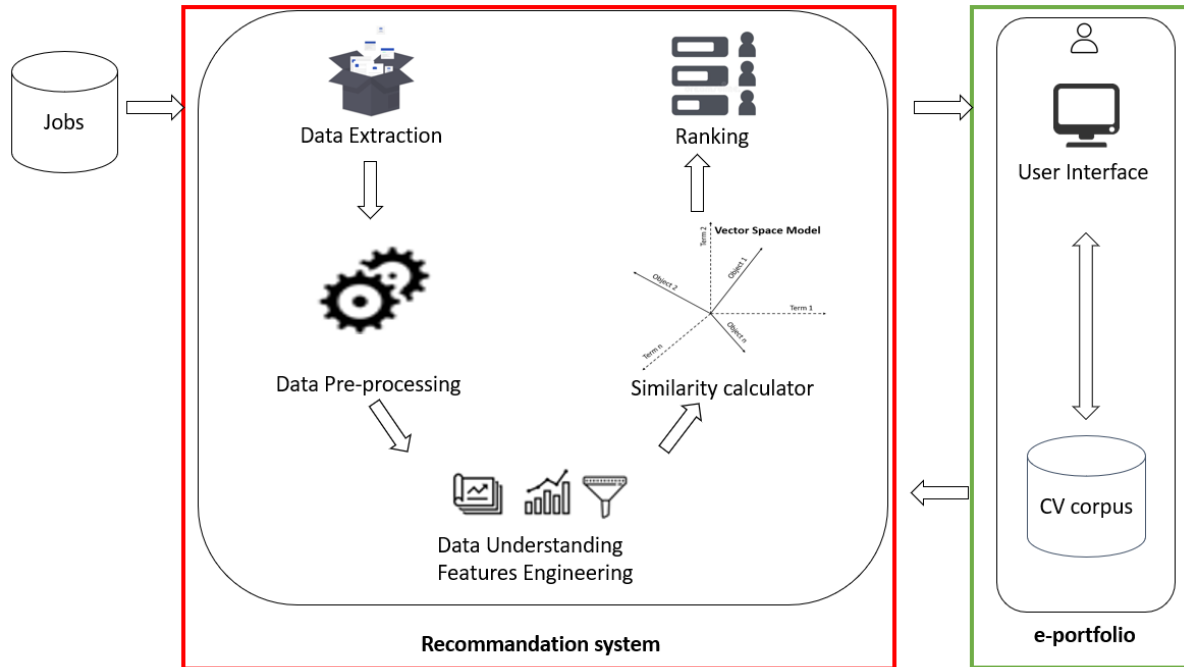 Jobs
Data Extraction
Data Pre-processing
Data Understanding
Features Engineering
Ranking
Vector Space Model
Term 2
Object 1
Object 2
Term 1
Object n
Term n
Similarity calculator
Recommandation system
User Interface
CV corpus
e-portfolio